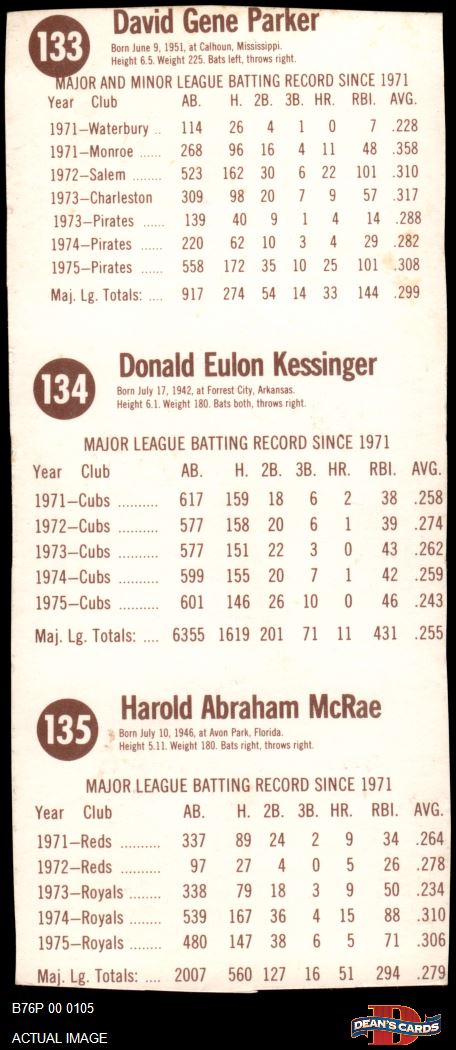 133
David Gene Parker
Born June 9, 1951, at Calhoun, Mississippi.
Height 6.5. Weight 225. Bats left, throws right.
MAJOR AND MINOR LEAGUE BATTING RECORD SINCE 1971
Year Club AB. H. 2B. 3B. HR. RBI. AVG.
1971—Waterbury .. 114 26 4 1 0 7 .228
1971—Monroe ...... 268 96 16 4 11 48 .358
1972—Salem ........ 523 162 30 6 22 101 .310
1973—Charleston 309 98 20 7 9 57 .317
1973—Pirates ...... 139 40 9 1 4 14 .288
1974—Pirates ...... 220 62 10 3 4 29 .282
1975—Pirates ...... 558 172 35 10 25 101 .308
Maj. Lg. Totals: .... 917 274 54 14 33 144 .299
134
Donald Eulon Kessinger
Born July 17, 1942, at Forrest City, Arkansas.
Height 6.1. Weight 180. Bats both, throws right.
MAJOR LEAGUE BATTING RECORD SINCE 1971
Year Club AB. H. 2B. 3B. HR. RBI. AVG.
1971—Cubs .......... 617 159 18 6 2 38 .258
1972—Cubs .......... 577 158 20 6 1 39 .274
1973—Cubs .......... 577 151 22 3 0 43 .262
1974—Cubs .......... 599 155 20 7 1 42 .259
1975—Cubs .......... 601 146 26 10 0 46 .243
Maj. Lg. Totals: .... 6355 1619 201 71 11 431 .255
135
Harold Abraham McRae
Born July 10, 1946, at Avon Park, Florida.
Height 5.11. Weight 180. Bats right, throws right.
MAJOR LEAGUE BATTING RECORD SINCE 1971
Year Club AB. H. 2B. 3B. HR. RBI. AVG.
1971—Reds .......... 337 89 24 2 9 34 .264
1972—Reds .......... 97 27 4 0 5 26 .278
1973—Royals ........ 338 79 18 3 9 50 .234
1974—Royals ........ 539 167 36 4 15 88 .310
1975—Royals ........ 480 147 38 6 5 71 .306
Maj. Lg. Totals: .... 2007 560 127 16 51 294 .279
B76P 00 0105
ACTUAL IMAGE
DEAN'S CARDS